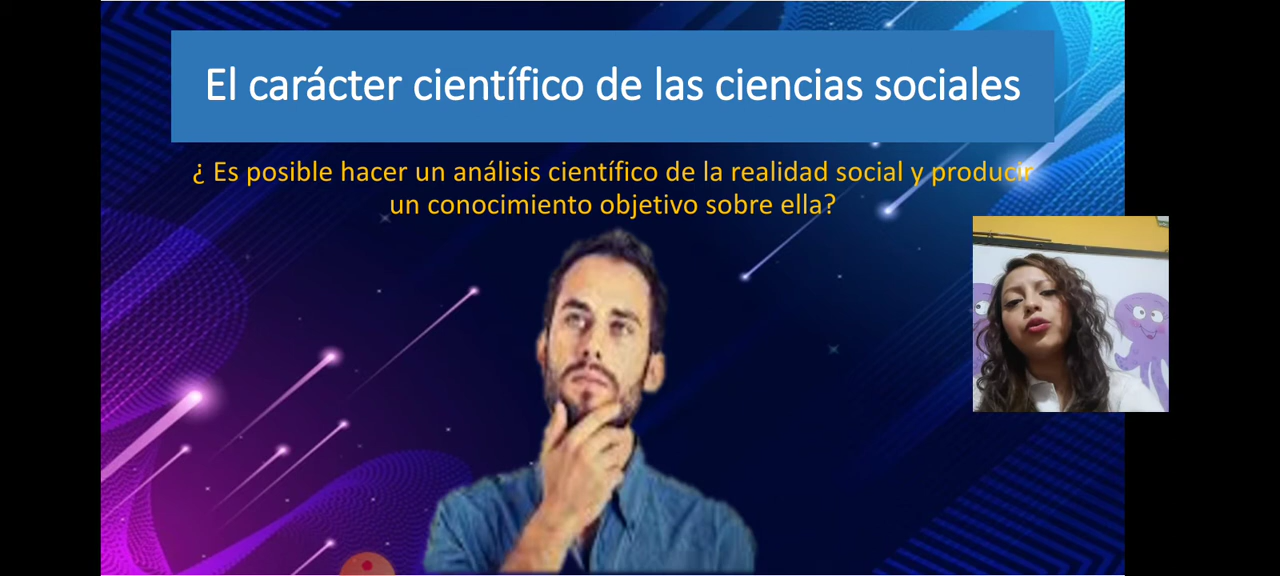 El carácter científico de las ciencias sociales
¿ Es posible hacer un análisis científico de la realidad social y producir
un conocimiento objetivo sobre ella?